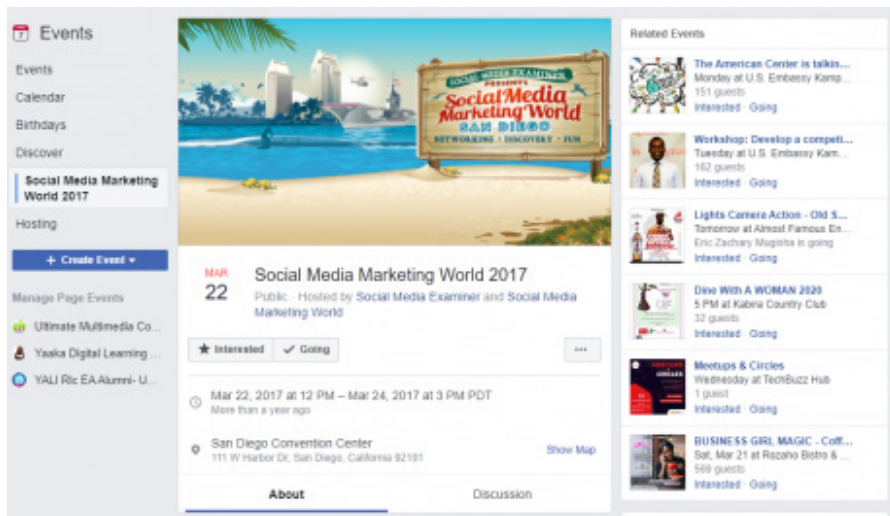 Events
Events
Calendar
Birthdays
Discover
Social Media Marketing
World 2017
Hosting
+ Create Event
Manage Page Events
Ultimate Multimedia Co...
Yaaka Digital Learning ...
YALI Rlc EA Alumni- U...
SOCIAL MEDIA EXAMINER
PRESENTS
Social Media
Marketing World
SAN DIEGO
NETWORKING • DISCOVERY • FUN
MAR
22
Social Media Marketing World 2017
Public · Hosted by Social Media Examiner and Social Media
Marketing World
Interested
Going
...
Mar 22, 2017 at 12 PM – Mar 24, 2017 at 3 PM PDT
More than a year ago
San Diego Convention Center
111 W Harbor Dr, San Diego, California 92101
Show Map
About
Discussion
Related Events
The American Center is talkin...
Monday at U.S. Embassy Kamp...
151 guests
Interested · Going
Workshop: Develop a competi...
Tuesday at U.S. Embassy Kam...
162 guests
Interested · Going
Lights Camera Action - Old S...
Tomorrow at Almost Famous En...
Eric Zachary Mugisha is going
Interested · Going
Dine With A WOMAN 2020
5 PM at Kabira Country Club
32 guests
Interested · Going
Meetups & Circles
Wednesday at TechBuzz Hub
1 guest
Interested · Going
BUSINESS GIRL MAGIC - Coff...
Sat, Mar 21 at Razaho Bistro & ...
569 guests
Interested · Going